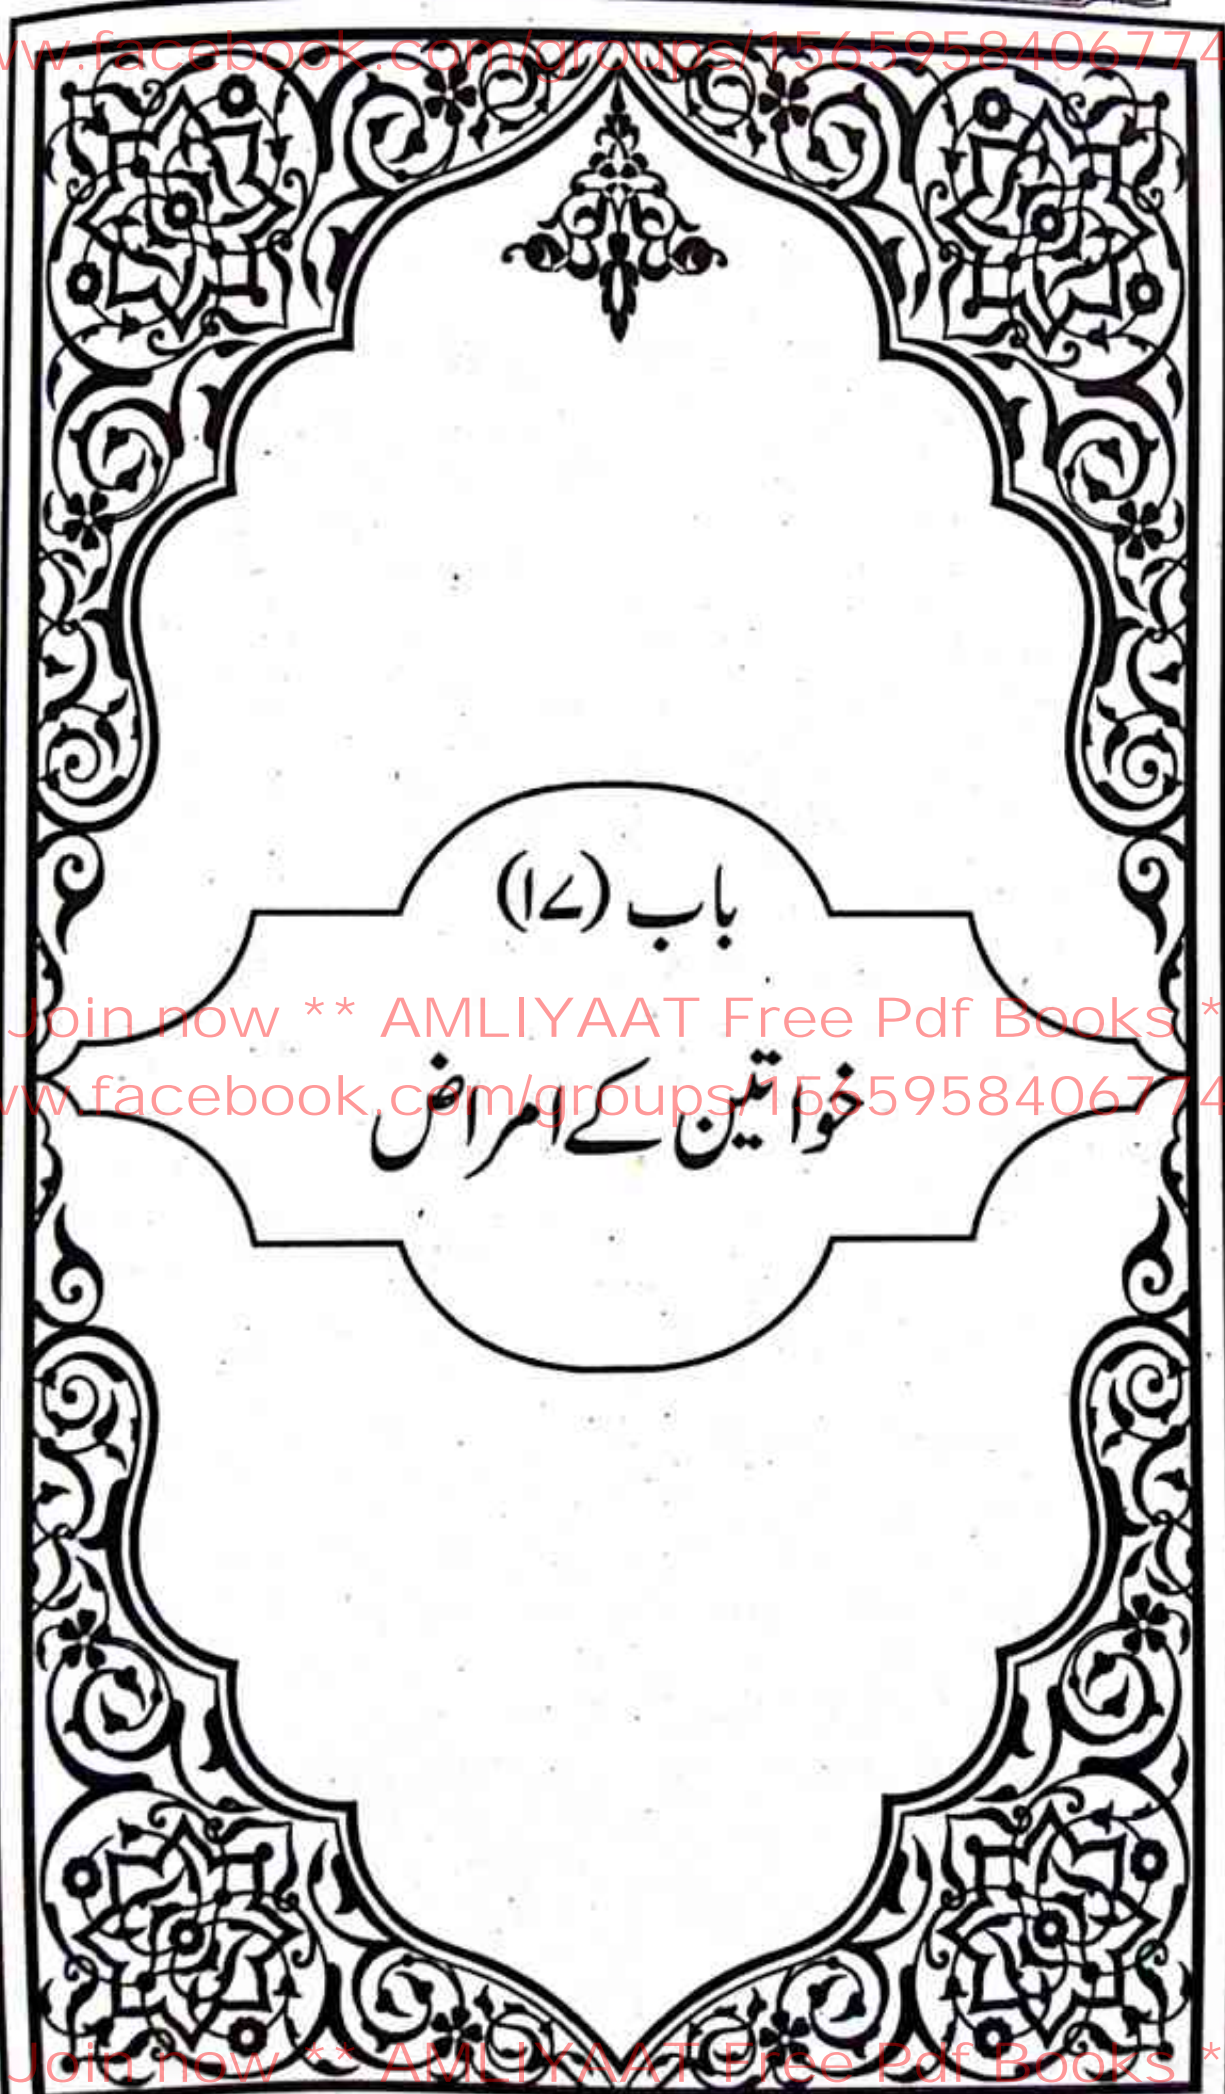 ww.facebook.com/groups/1565958406774
باب (۱۷)
Join now ** AMLIYAAT Free Pdf Books *
خواتین کے امراض
ww.facebook.com/groups/1565958406774
Join now ** AMLIYAAT Free Pdf Books *